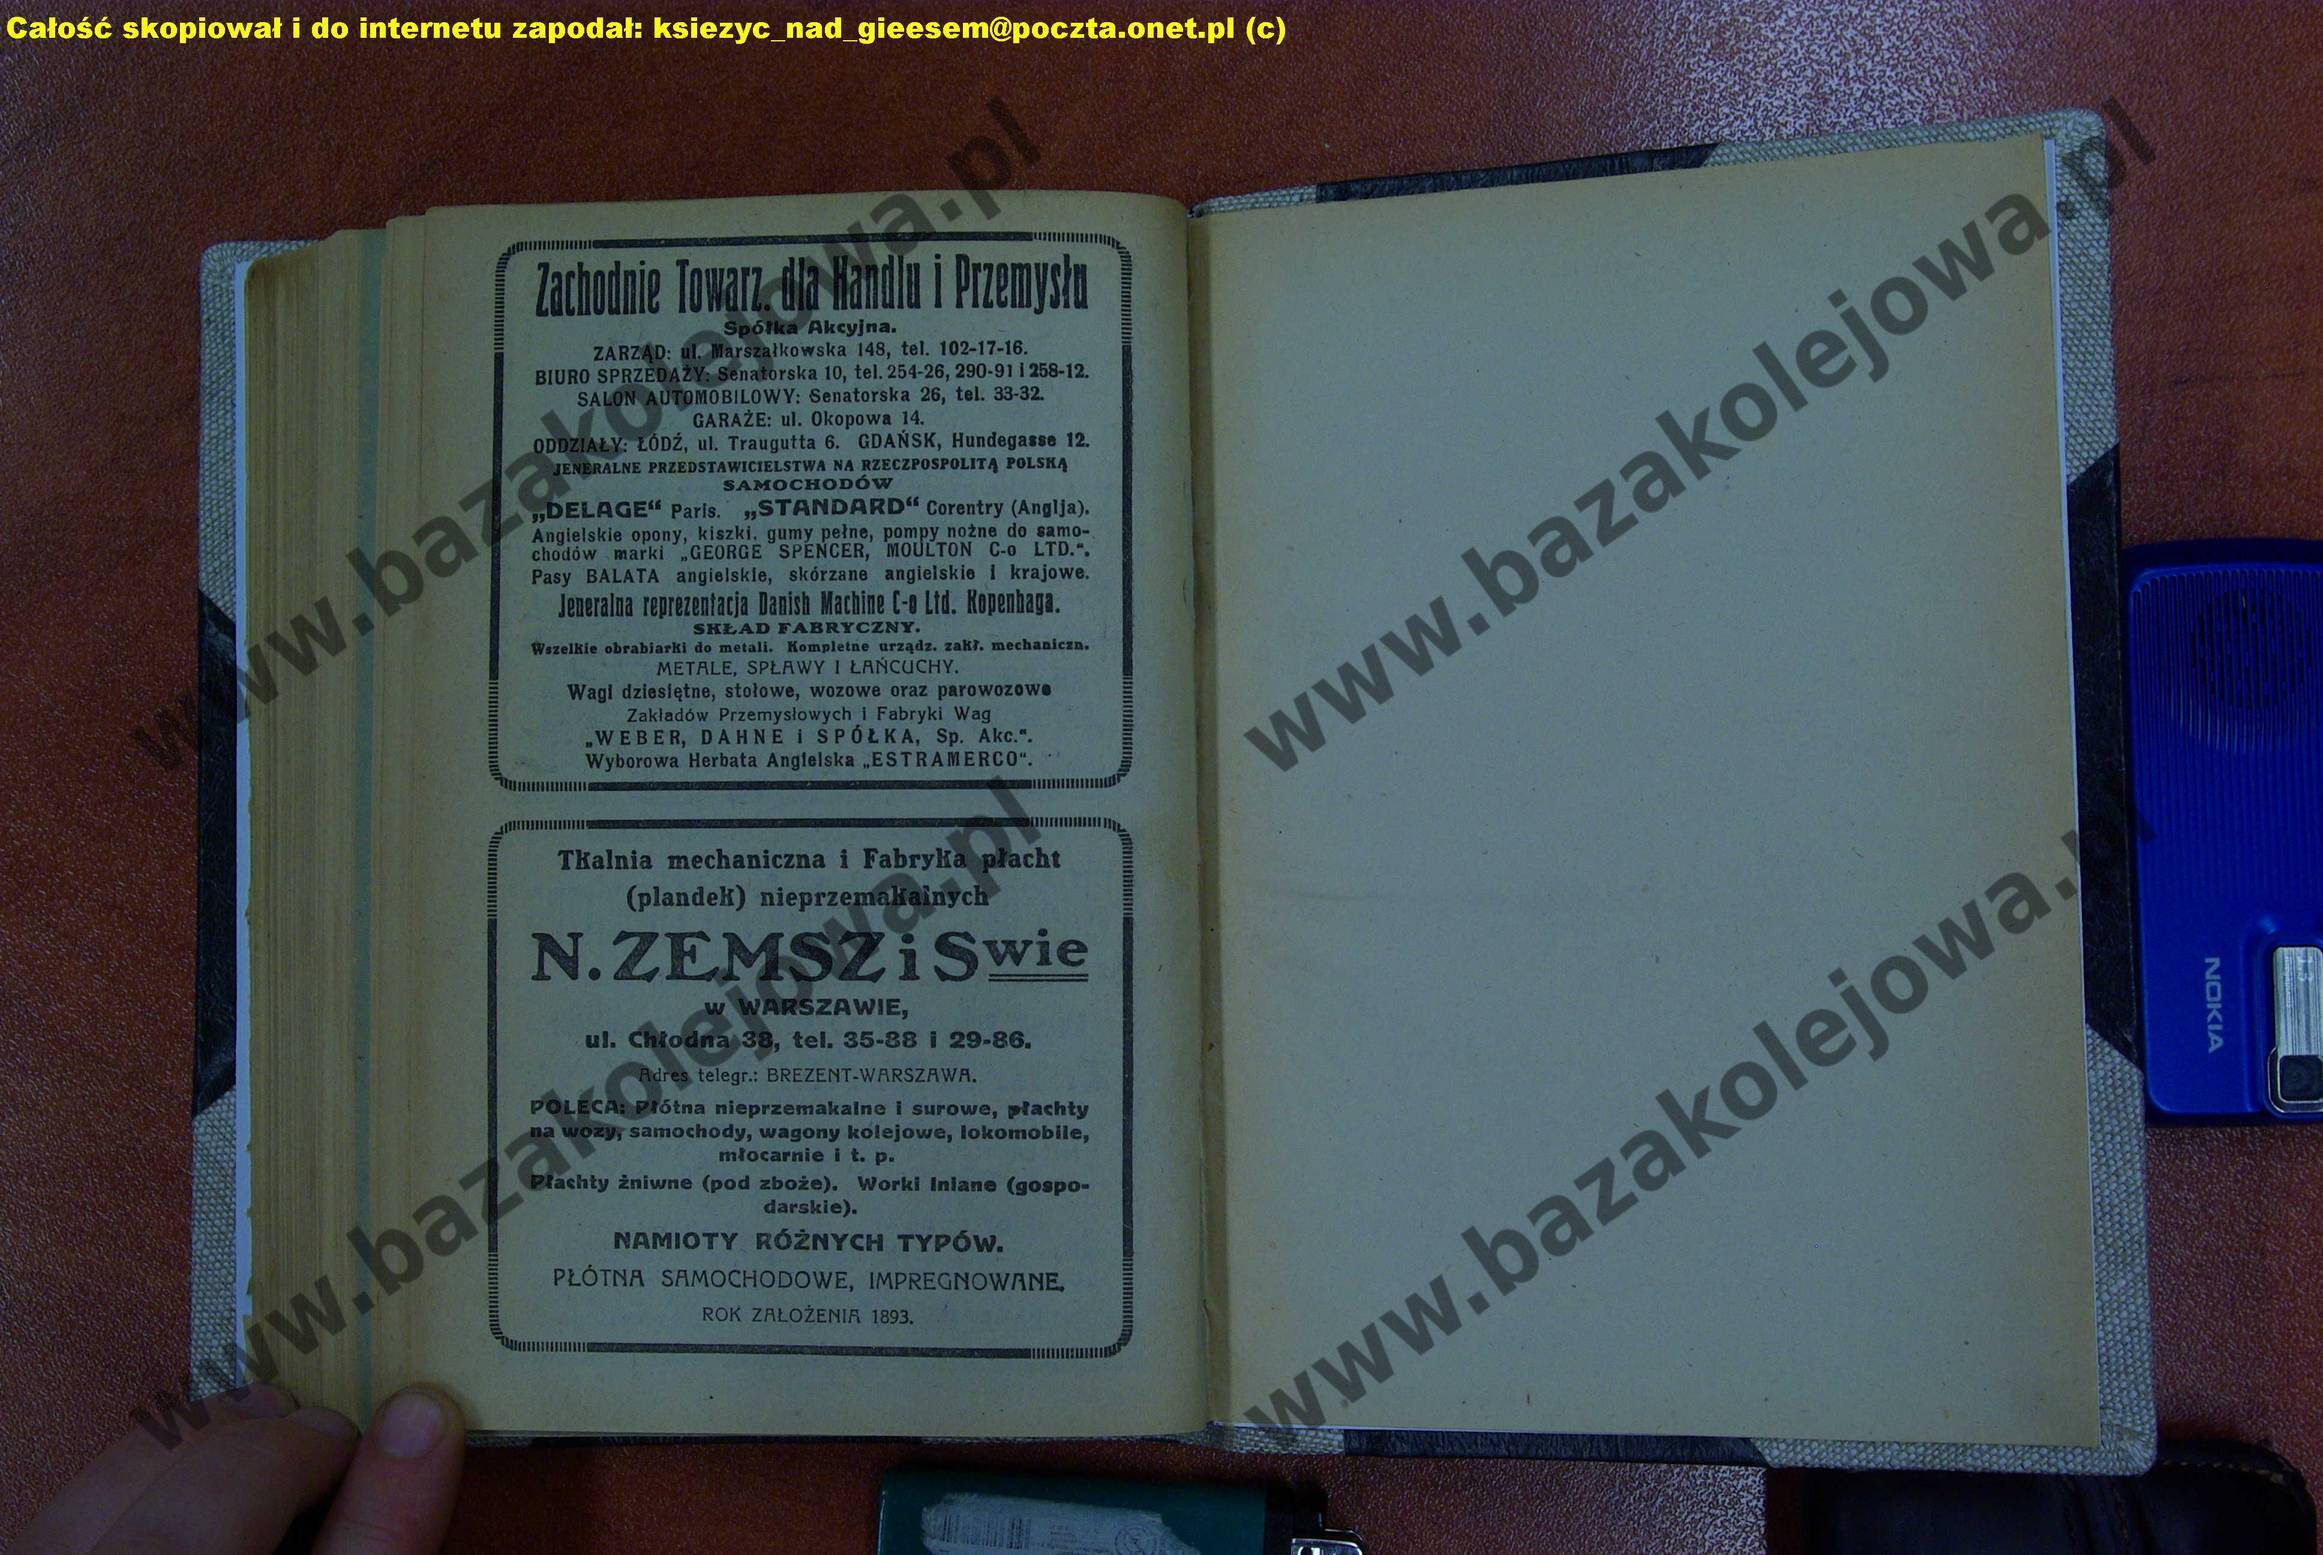 Całość skopiował i do internetu zapodał: ksiezyc_nad_gieesem@poczta.onet.pl (c)
Zachodnie Towarz. dla Handlu i Przemysłu
Spółka Akcyjna.
ZARZĄD: ul. Marszałkowska 148, tel. 102-17-16.
BIURO SPRZEDAŻY: Senatorska 10, tel. 254-26, 290-91 i 258-12.
SALON AUTOMOBILOWY: Senatorska 26, tel. 33-32.
GARAŻE: ul. Okopowa 14.
ODDZIAŁY: ŁÓDŹ, ul. Traugutta 6. GDAŃSK, Hundegasse 12.
JENERALNE PRZEDSTAWICIELSTWA NA RZECZPOSPOLITĄ POLSKĄ
SAMOCHODÓW
„DELAGE“ Paris. „STANDARD“ Corentry (Anglja).
Angielskie opony, kiszki, gumy pełne, pompy nożne do samo-
chodów marki „GEORGE SPENCER, MOULTON C-o LTD.“.
Pasy BALATA angielskie, skórzane angielskie i krajowe.
Jeneralna reprezentacja Danish Machine C-o Ltd. Kopenhaga.
SKŁAD FABRYCZNY.
Wszelkie obrabiarki do metali. Kompletne urządz. zakł. mechaniczn.
METALE, SPŁAWY I ŁAŃCUCHY.
Wagi dziesiętne, stołowe, wozowe oraz parowozowe
Zakładów Przemysłowych i Fabryki Wag
„WEBER, DAHNE i SPÓŁKA, Sp. Akc.“.
Wyborowa Herbata Angielska „ESTRAMERCO“.
Tkalnia mechaniczna i Fabryka płacht
(plandek) nieprzemakalnych
N. ZEMSZ i Swie
w WARSZAWIE,
ul. Chłodna 38, tel. 35-88 i 29-86.
Adres telegr.: BREZENT-WARSZAWA.
POLECA: Płótna nieprzemakalne i surowe, płachty
na wozy, samochody, wagony kolejowe, lokomobile,
młocarnie i t. p.
Płachty żniwne (pod zboże). Worki lniane (gospo-
darskie).
NAMIOTY RÓŻNYCH TYPÓW.
PŁÓTNA SAMOCHODOWE, IMPREGNOWANE.
ROK ZAŁOŻENIA 1893.
www.bazakolejowa.pl
www.bazakolejowa.pl
www.bazakolejowa.pl
www.bazakolejowa.pl
NOKIA